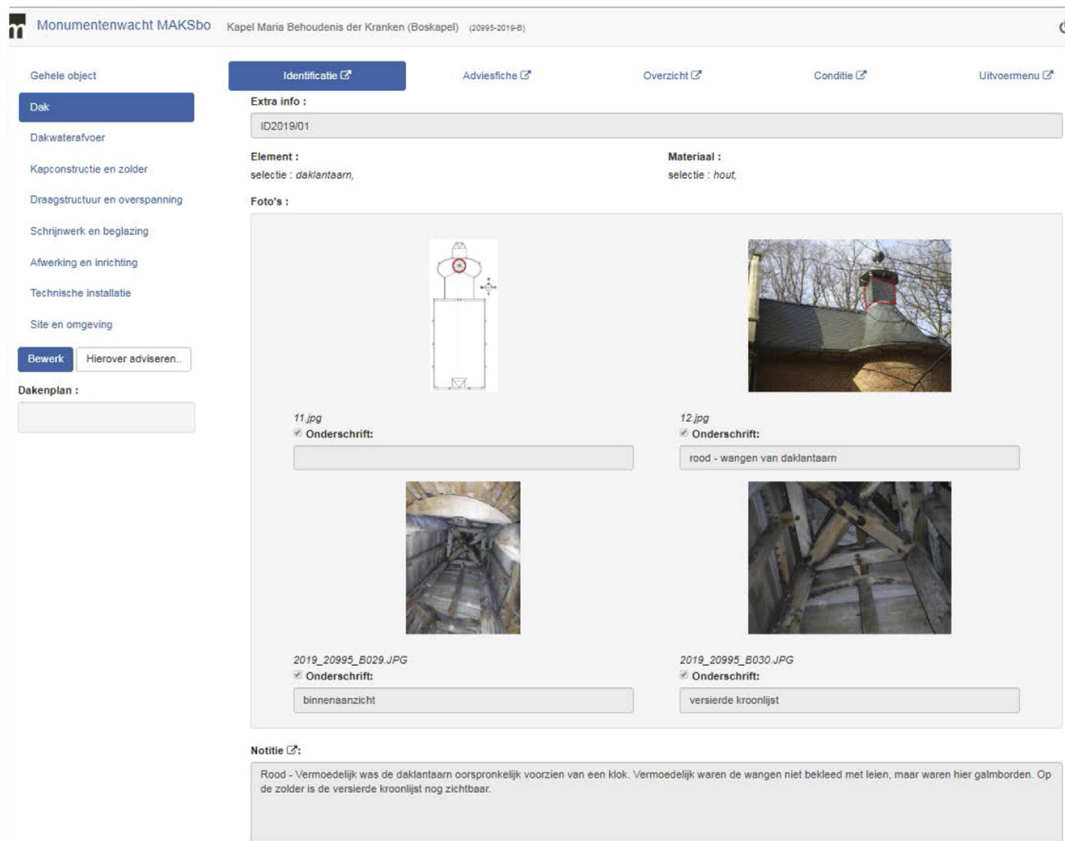 m Monumentenwacht MAKSbo Kapel Maria Behoudenis der Kranken (Boskapel) (20995-2019-B)
Gehele object
Dak
Dakwaterafvoer
Kapconstructie en zolder
Draagstructuur en overspanning
Schrijnwerk en beglazing
Afwerking en inrichting
Technische installatie
Site en omgeving
Bewerk Hierover adviseren..
Dakenplan :
Identificatie Adviesfiche Overzicht Conditie Uitvoermenu
Extra info :
ID2019/01
Element : Materiaal :
selectie : daklantaarn, selectie : hout,
Foto's :
11.jpg 12.jpg
Onderschrift: Onderschrift:
rood - wangen van daklantaarn
2019_20995_B029.JPG 2019_20995_B030.JPG
Onderschrift: Onderschrift:
binnenaanzicht versierde kroonlijst
Notitie :
Rood - Vermoedelijk was de daklantaarn oorspronkelijk voorzien van een klok. Vermoedelijk waren de wangen niet bekleed met leien, maar waren hier galmborden. Op
de zolder is de versierde kroonlijst nog zichtbaar.